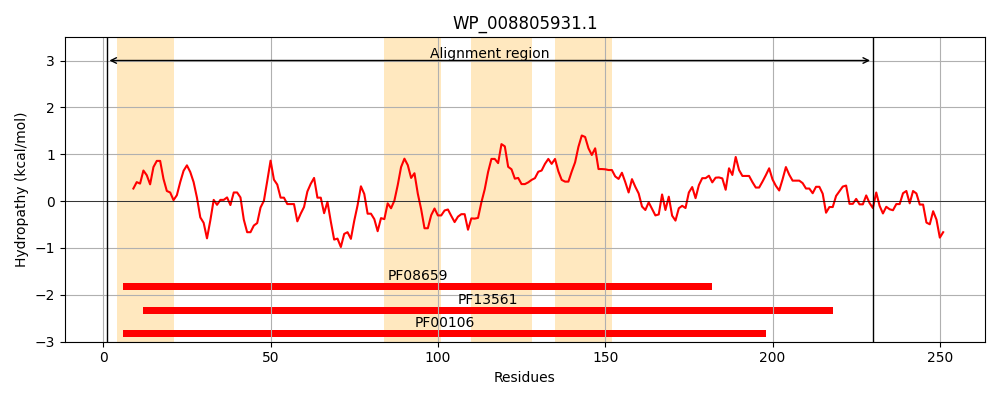 WP_008805931.1
Alignment region
3
2
1
0
−1
−2
−3
Hydropathy (kcal/mol)
PF08659
PF13561
PF00106
0 50 100 150 200 250
Residues